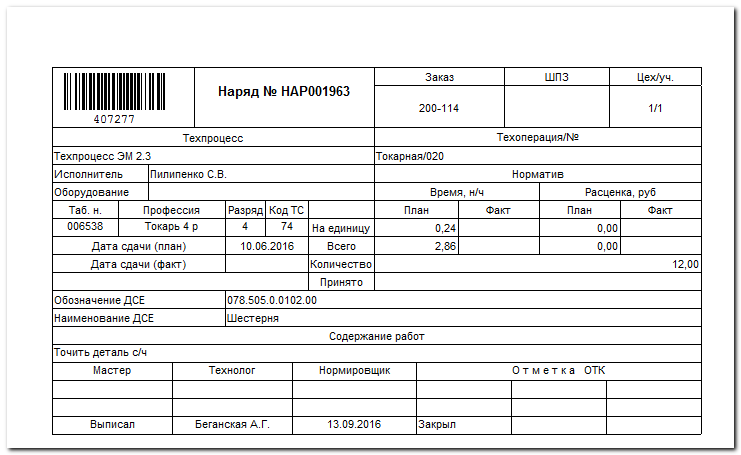 407277
Наряд № НАР001963
Заказ ШПЗ Цех/уч.
200-114 1/1
Техпроцесс Техоперация/№
Техпроцесс ЭМ 2.3 Токарная/020
Исполнитель Пилипенко С.В. Норматив
Оборудование Время, н/ч Расценка, руб
Таб. н. Профессия Разряд Код ТС План Факт План Факт
006538 Токарь 4 р 4 74 На единицу 0,24 0,00
Дата сдачи (план) 10.06.2016 Всего 2,86 0,00
Дата сдачи (факт) Количество 12,00
Принято
Обозначение ДСЕ 078.505.0.0102.00
Наименование ДСЕ Шестерня
Содержание работ
Точить деталь с/ч
Мастер Технолог Нормировщик Отметка ОТК
Выписал Беганская А.Г. 13.09.2016 Закрыл